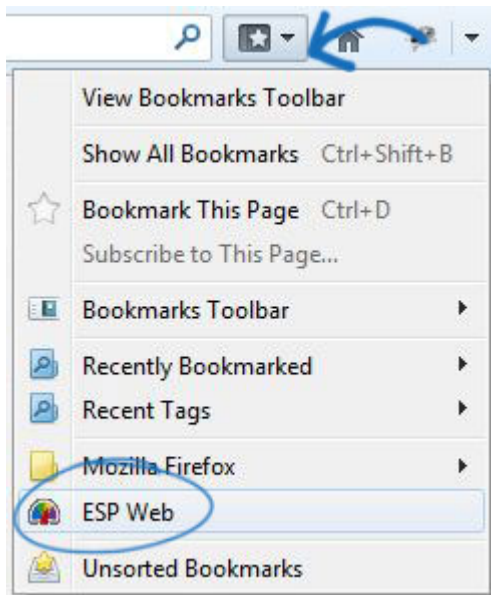 View Bookmarks Toolbar
Show All Bookmarks Ctrl+Shift+B
Bookmark This Page Ctrl+D
Subscribe to This Page...
Bookmarks Toolbar
Recently Bookmarked
Recent Tags
Mozilla Firefox
ESP Web
Unsorted Bookmarks